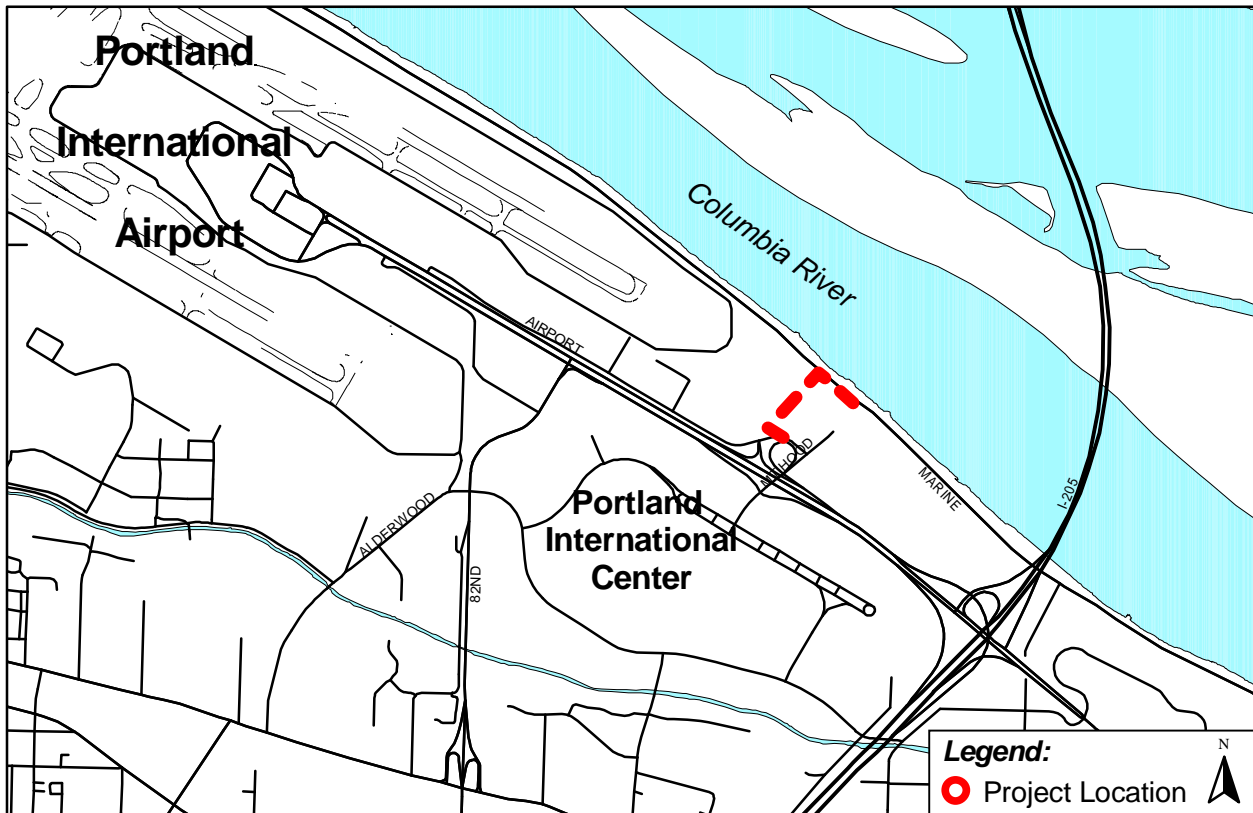 Portland
International
Airport
Columbia River
AIRPORT
MARINE
I-205
Portland
International
Center
ALDERWOOD
82ND
Legend:
Project Location
N